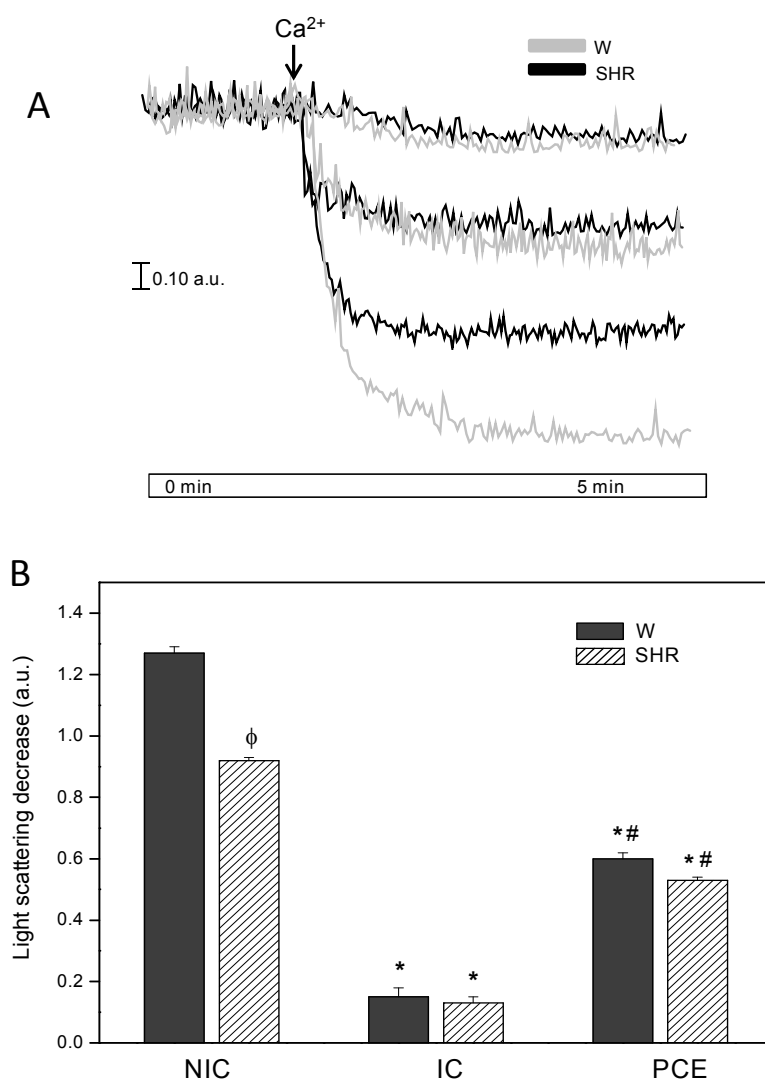 Ca²⁺
W
SHR
A
0.10 a.u.
0 min 5 min
B
Light scattering decrease (a.u.)
1.4
1.2
1.0
0.8
0.6
0.4
0.2
0.0
W
SHR
ϕ
* *
*# *#
NIC IC PCE